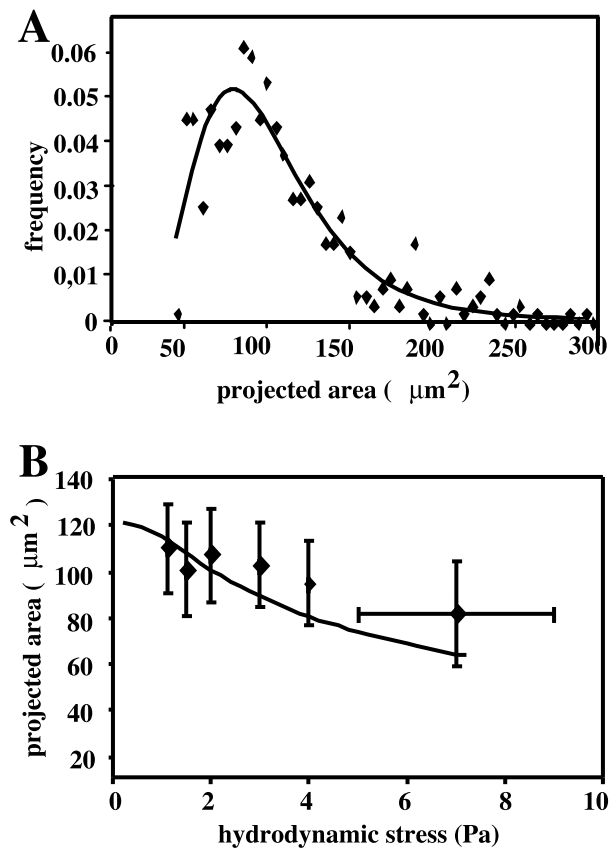 A
0.06
0.05
0.04
0.03
0.02
0,01
0
frequency
0 50 100 150 200 250 300
projected area ( μm2)
B
140
120
100
80
60
40
20
projected area ( μm2 )
0 2 4 6 8 10
hydrodynamic stress (Pa)